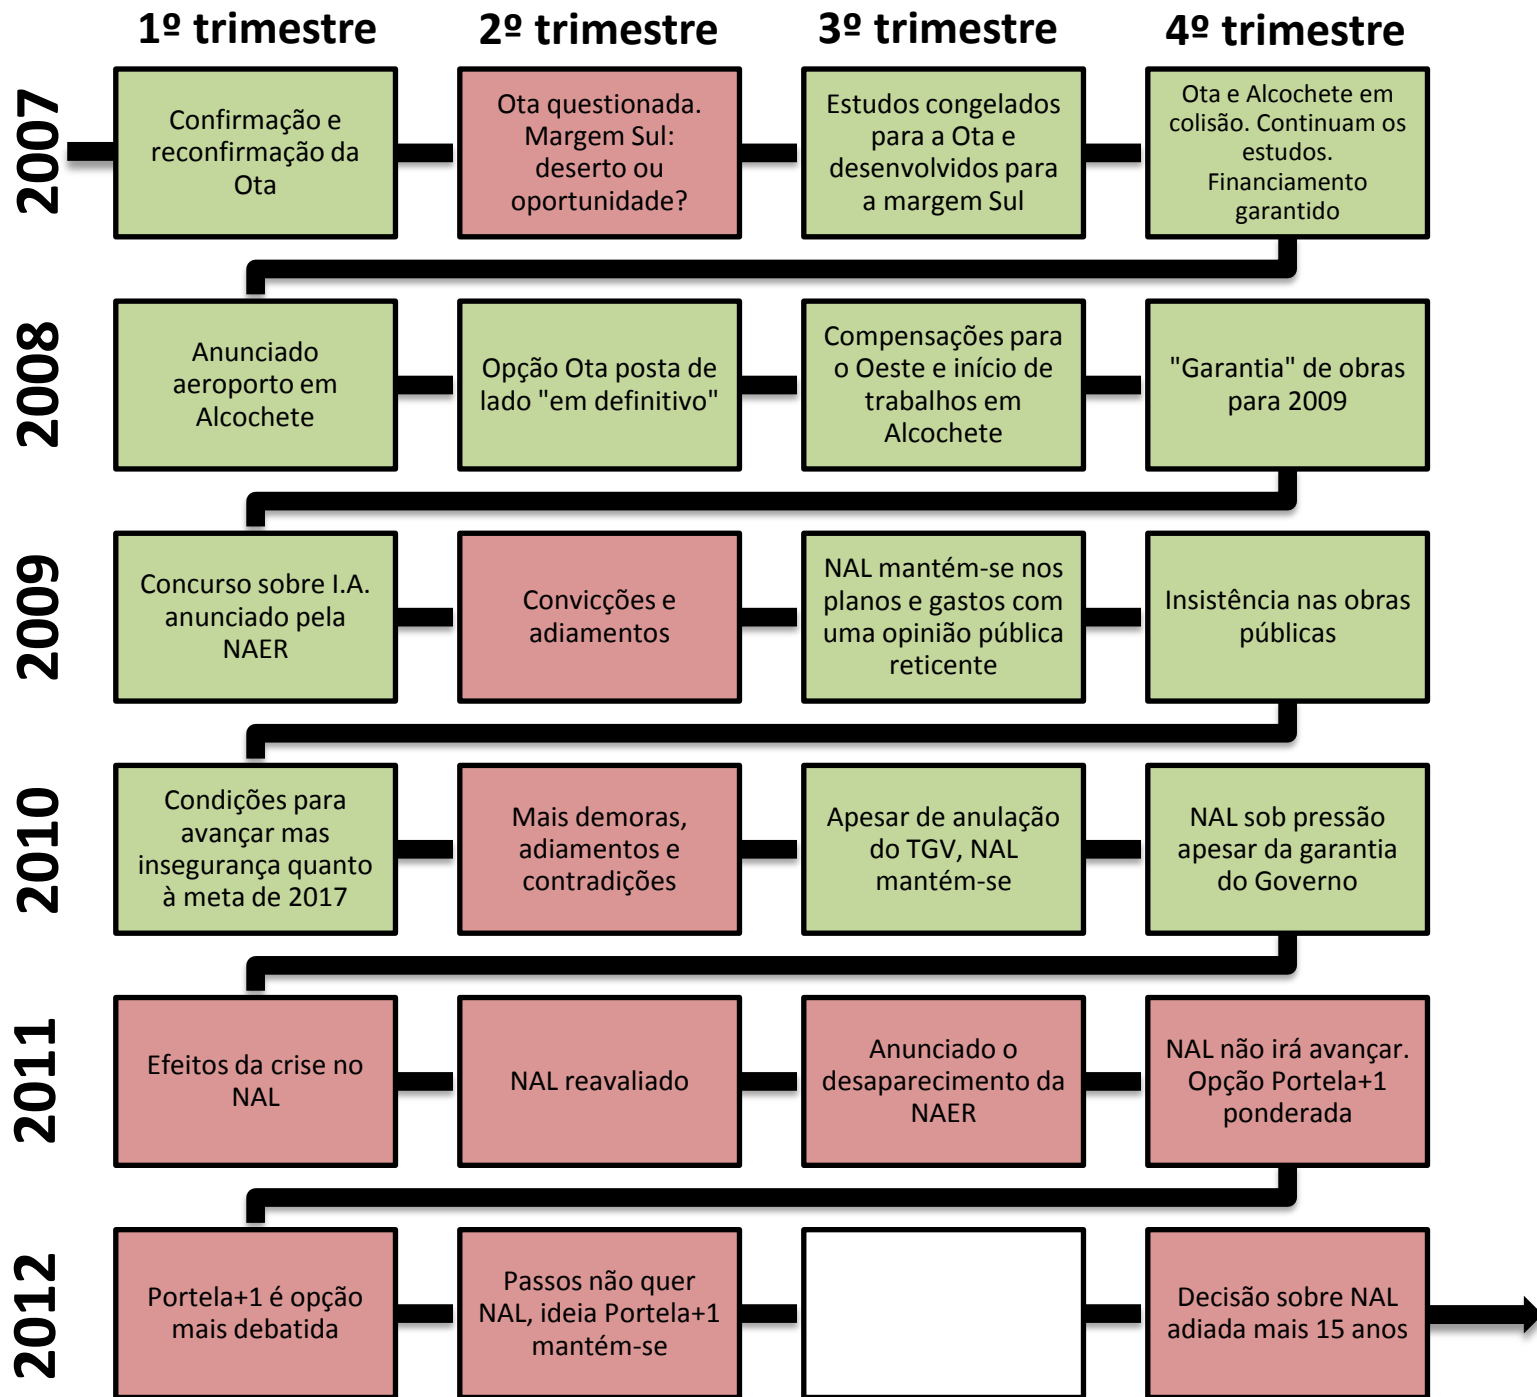 1º trimestre
2º trimestre
3º trimestre
4º trimestre
2007
Confirmação e
reconfirmação da
Ota
Ota questionada.
Margem Sul:
deserto ou
oportunidade?
Estudos congelados
para a Ota e
desenvolvidos para
a margem Sul
Ota e Alcochete em
colisão. Continuam os
estudos.
Financiamento
garantido
2008
Anunciado
aeroporto em
Alcochete
Opção Ota posta de
lado "em definitivo"
Compensações para
o Oeste e início de
trabalhos em
Alcochete
"Garantia" de obras
para 2009
2009
Concurso sobre I.A.
anunciado pela
NAER
Convicções e
adiamentos
NAL mantém-se nos
planos e gastos com
uma opinião pública
reticente
Insistência nas obras
públicas
2010
Condições para
avançar mas
insegurança quanto
à meta de 2017
Mais demoras,
adiamentos e
contradições
Apesar de anulação
do TGV, NAL
mantém-se
NAL sob pressão
apesar da garantia
do Governo
2011
Efeitos da crise no
NAL
NAL reavaliado
Anunciado o
desaparecimento da
NAER
NAL não irá avançar.
Opção Portela+1
ponderada
2012
Portela+1 é opção
mais debatida
Passos não quer
NAL, ideia Portela+1
mantém-se
Decisão sobre NAL
adiada mais 15 anos